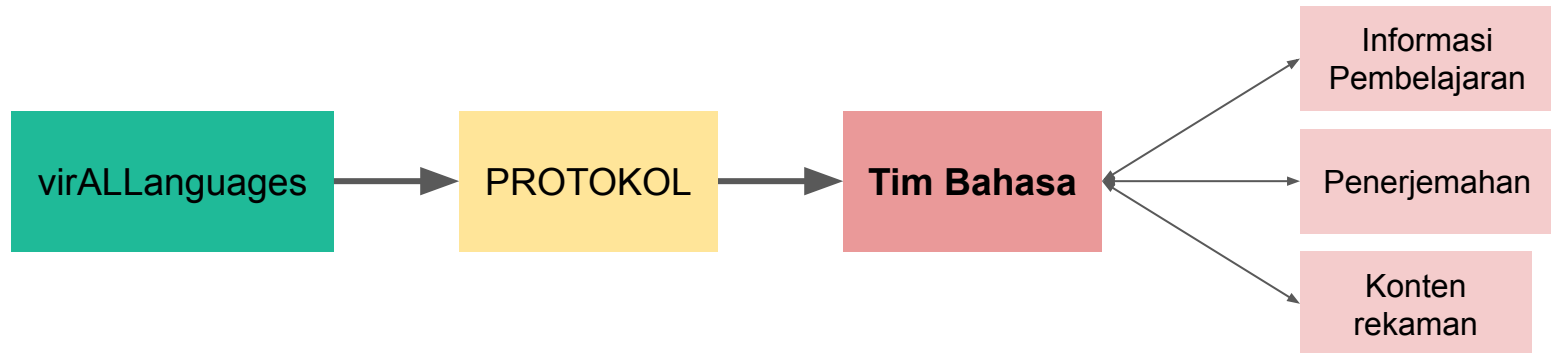 virALLanguages
PROTOKOL
Tim Bahasa
Informasi
Pembelajaran
Penerjemahan
Konten
rekaman